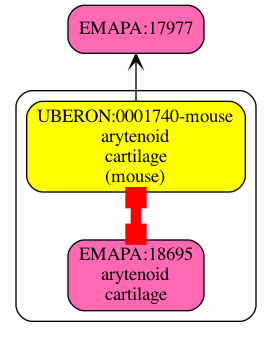 EMAPA:17977
UBERON:0001740-mouse
arytenoid
cartilage
(mouse)
EMAPA:18695
arytenoid
cartilage